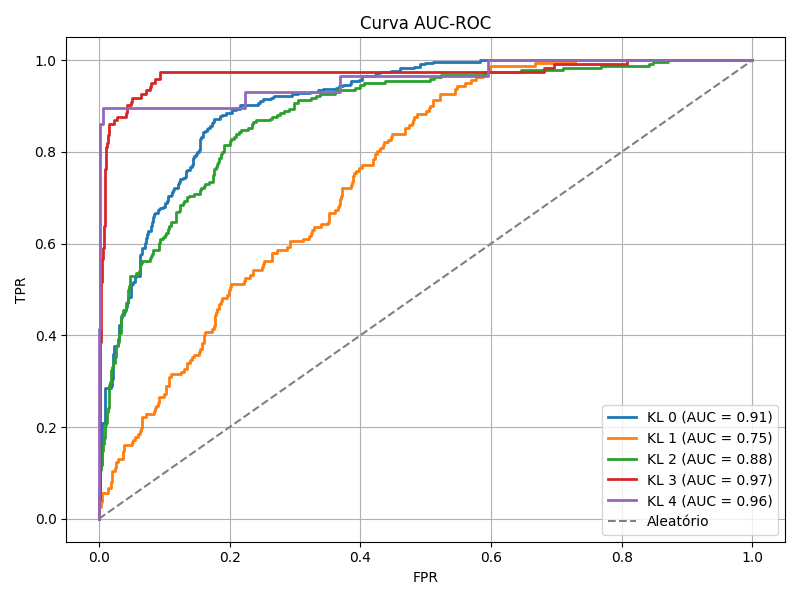 Curva AUC-ROC
TPR
1.0
0.8
0.6
0.4
0.2
0.0
0.0 0.2 0.4 0.6 0.8 1.0
FPR
KL 0 (AUC = 0.91)
KL 1 (AUC = 0.75)
KL 2 (AUC = 0.88)
KL 3 (AUC = 0.97)
KL 4 (AUC = 0.96)
Aleatório